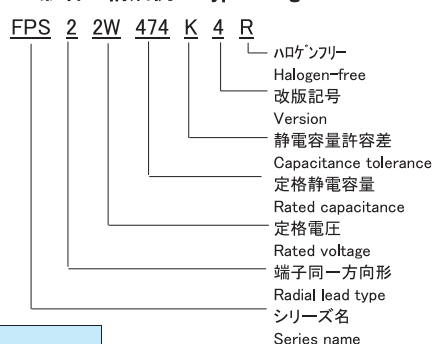 FPS 2 2W 474 K 4 R
ハロゲンフリー
Halogen-free
改版記号
Version
静電容量許容差
Capacitance tolerance
定格静電容量
Rated capacitance
定格電圧
Rated voltage
端子同一方向形
Radial lead type
シリーズ名
Series name